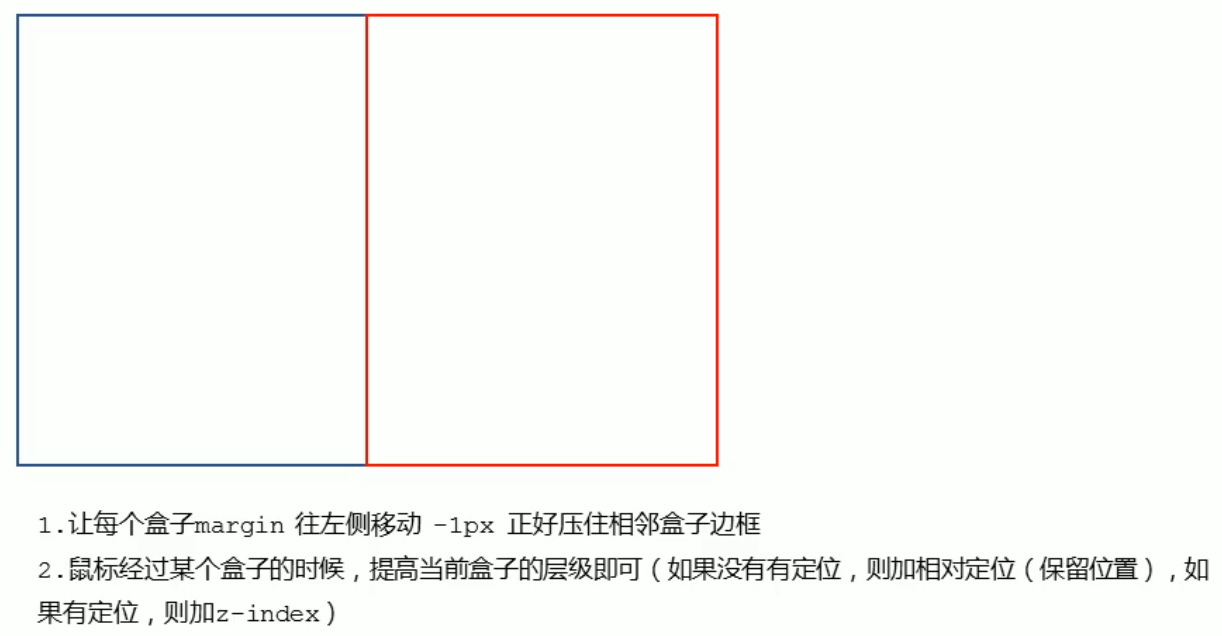 1.让每个盒子margin 往左侧移动 -1px 正好压住相邻盒子边框
2.鼠标经过某个盒子的时候，提高当前盒子的层级即可（如果没有有定位，则加相对定位（保留位置），如
果有定位，则加z-index）